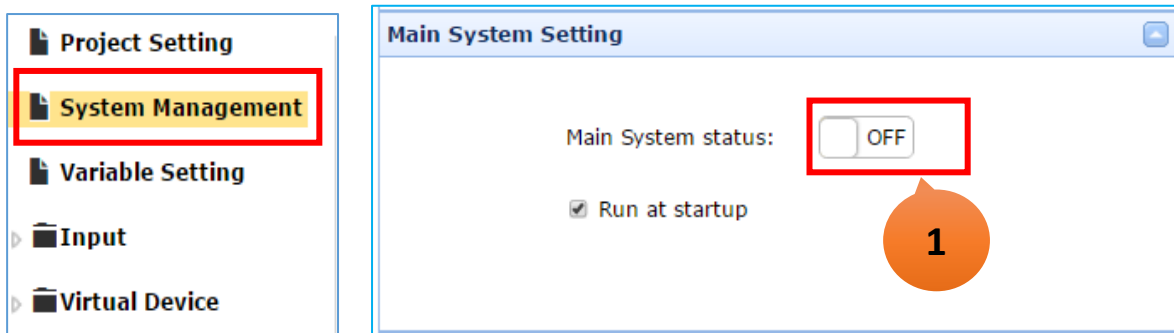 Project Setting
System Management
Variable Setting
Input
Virtual Device
Main System Setting
Main System status:
OFF
Run at startup
1